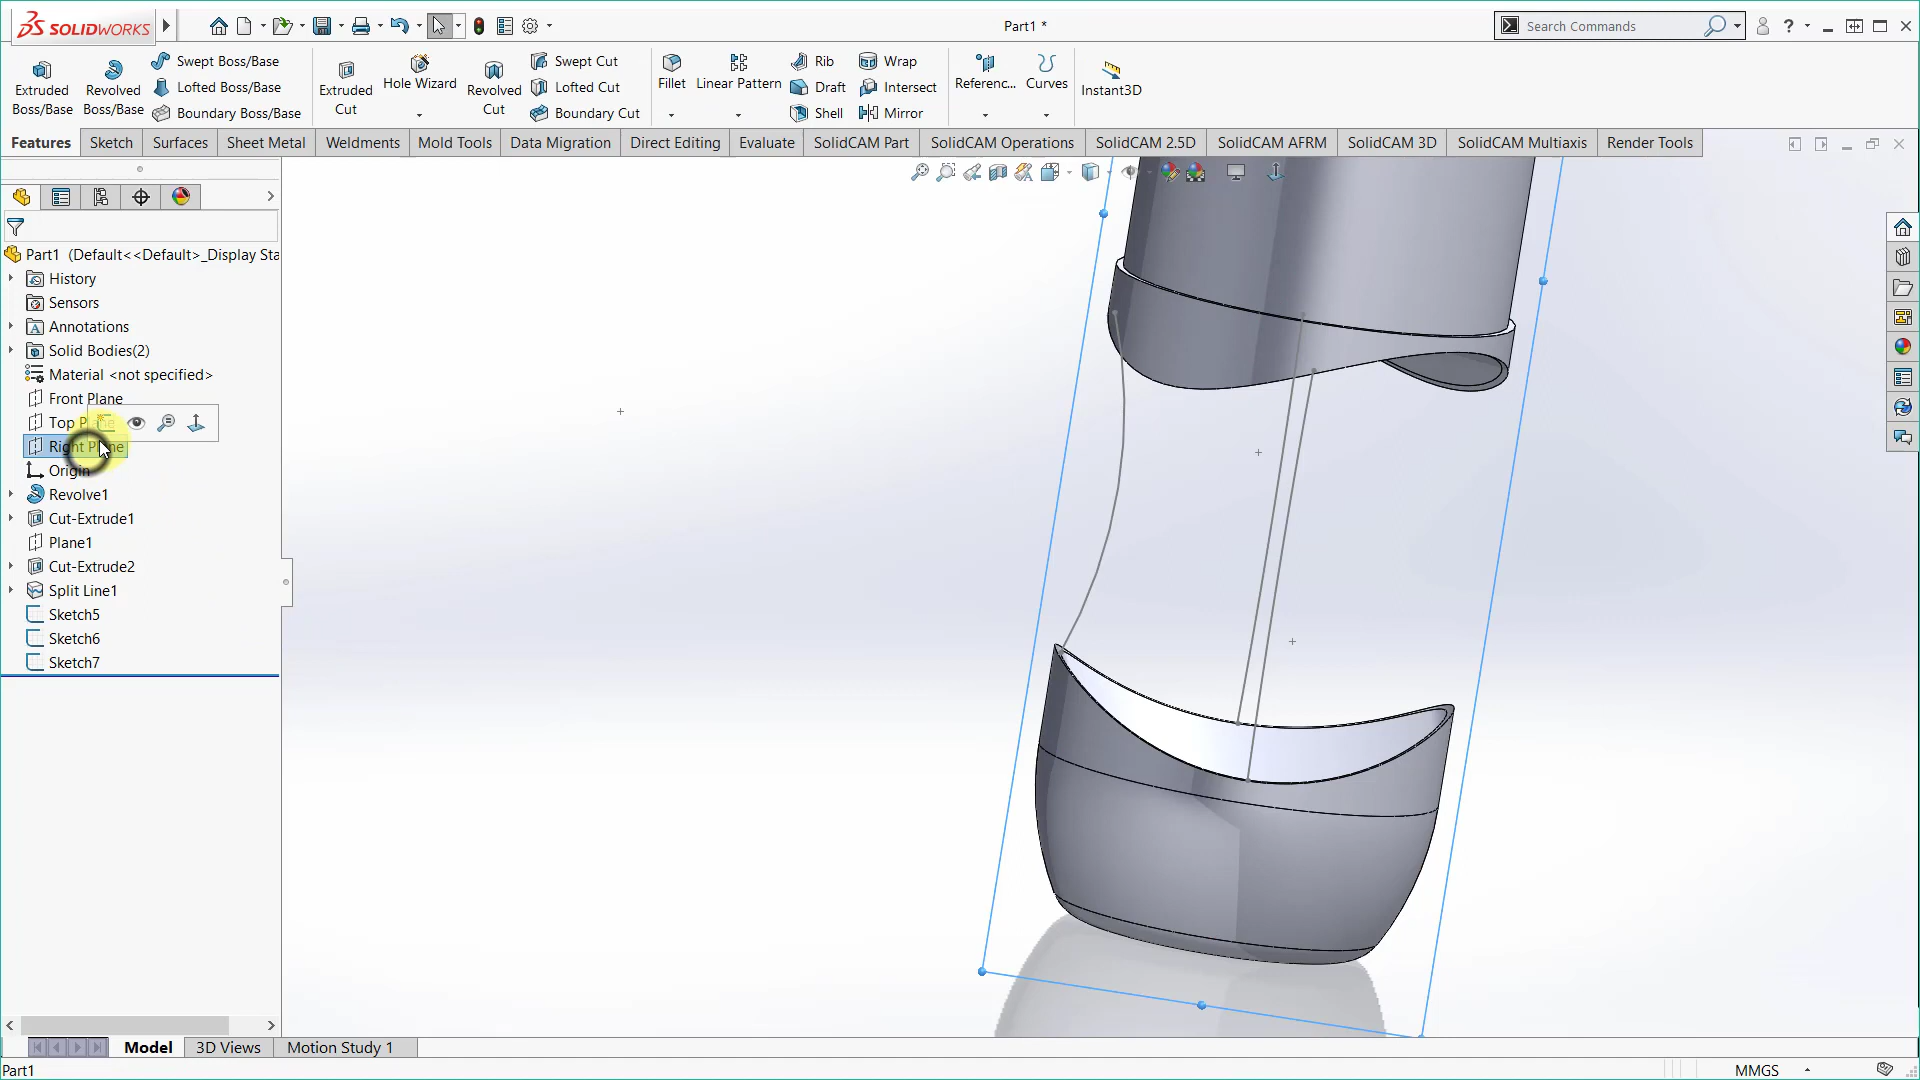 SOLIDWORKS
Part1 *
Search Commands
Extruded Boss/Base
Revolved Boss/Base
Swept Boss/Base
Lofted Boss/Base
Boundary Boss/Base
Extruded Cut
Hole Wizard
Revolved Cut
Swept Cut
Lofted Cut
Boundary Cut
Fillet
Linear Pattern
Rib
Draft
Shell
Wrap
Intersect
Mirror
Referenc...
Curves
Instant3D
Features
Sketch
Surfaces
Sheet Metal
Weldments
Mold Tools
Data Migration
Direct Editing
Evaluate
SolidCAM Part
SolidCAM Operations
SolidCAM 2.5D
SolidCAM AFRM
SolidCAM 3D
SolidCAM Multiaxis
Render Tools
Part1 (Default<<Default>_Display Sta
History
Sensors
Annotations
Solid Bodies(2)
Material <not specified>
Front Plane
Top
Right Plane
Origin
Revolve1
Cut-Extrude1
Plane1
Cut-Extrude2
Split Line1
Sketch5
Sketch6
Sketch7
Model
3D Views
Motion Study 1
Part1
MMGS